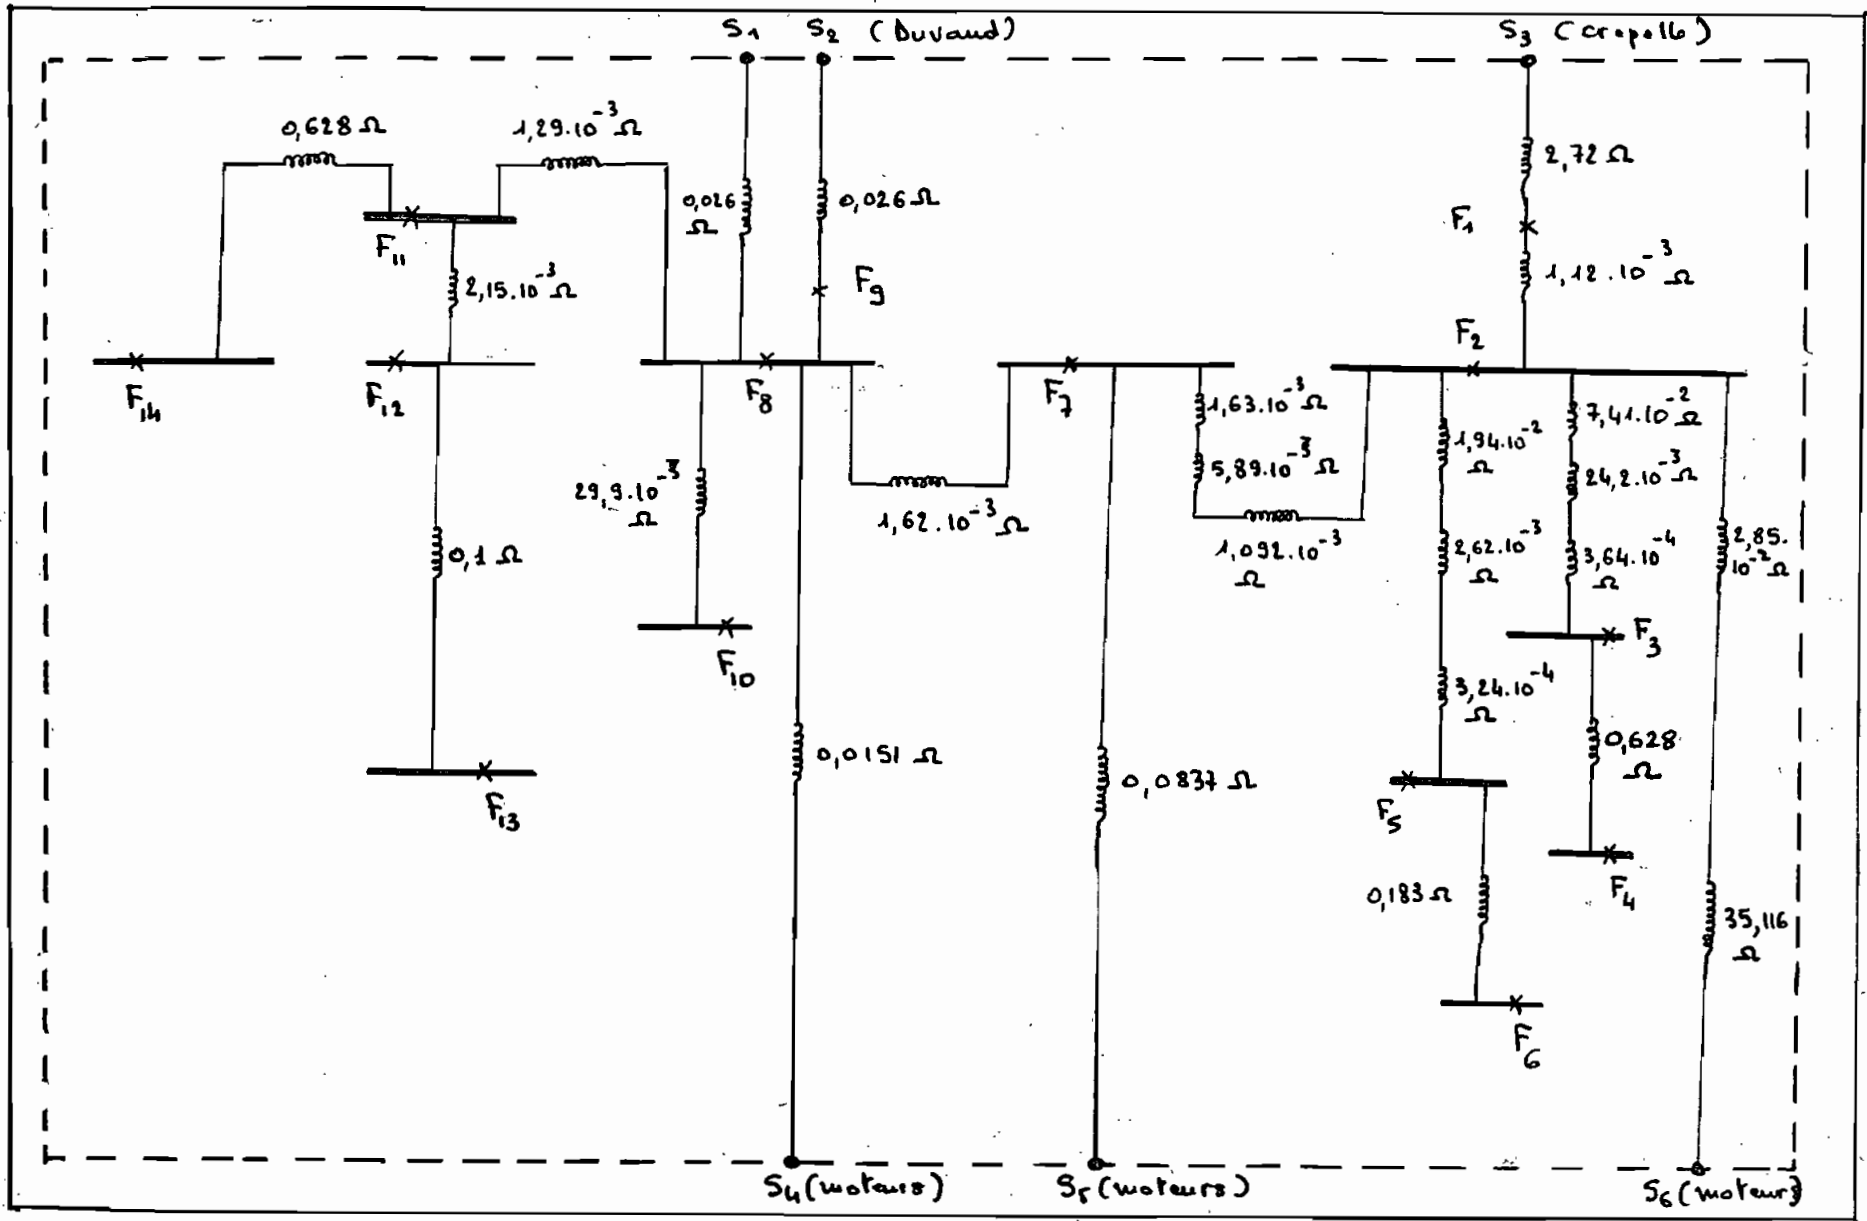 S1 S2 (Duvaud)
S3 (crepelle)
0,628 Ω
1,29.10⁻³ Ω
2,72 Ω
0,026
Ω
0,026 Ω
F1
F11
2,15.10⁻³ Ω
F9
1,12.10⁻³
Ω
F2
F14
F12
F8
F7
1,63.10⁻³ Ω
1,94.10⁻²
Ω
7,41.10⁻²
Ω
5,89.10⁻³ Ω
24,2.10⁻³
Ω
29,9.10⁻³
Ω
1,62.10⁻³ Ω
1,092.10⁻³
Ω
2,62.10⁻³
Ω
3,64.10⁻⁴
Ω
2,85.
10⁻² Ω
0,1 Ω
F10
F3
3,24.10⁻⁴
Ω
0,0151 Ω
0,0837 Ω
0,628
Ω
F13
F5
0,183 Ω
F4
35,116
Ω
F6
S4 (moteurs)
S5 (moteurs)
S6 (moteurs)